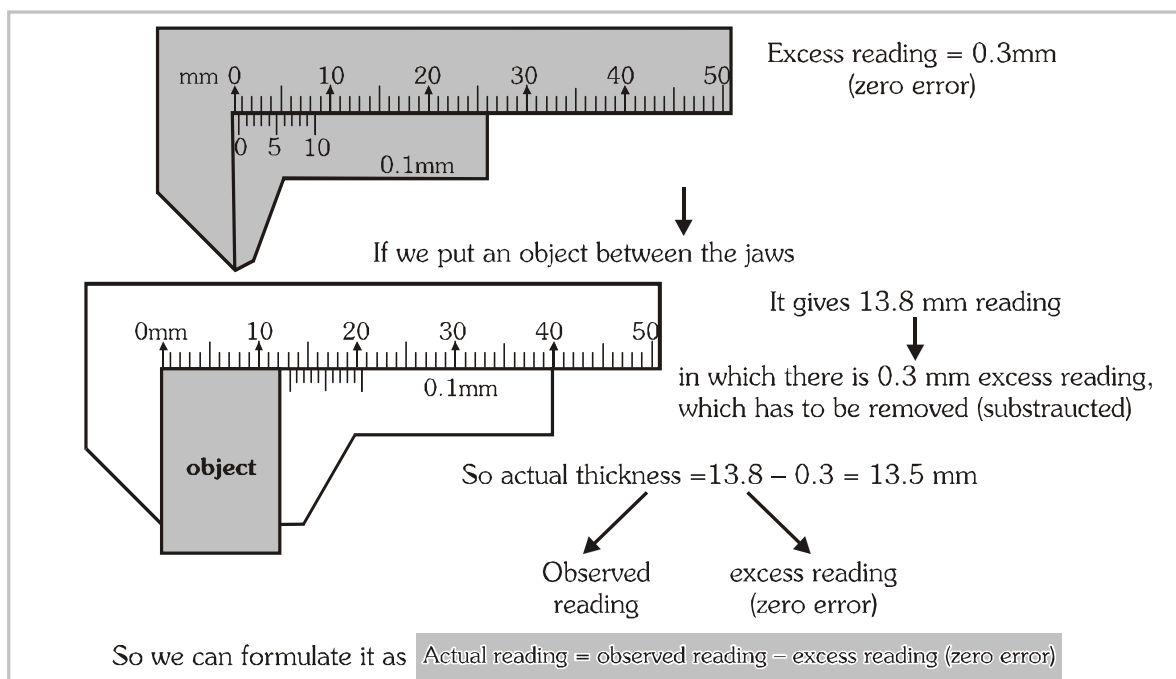 Excess reading = 0.3mm
(zero error)
mm 0 10 20 30 40 50
0 5 10
0.1mm
If we put an object between the jaws
It gives 13.8 mm reading
0mm 10 20 30 40 50
0.1mm
in which there is 0.3 mm excess reading,
which has to be removed (substraucted)
object
So actual thickness =13.8 – 0.3 = 13.5 mm
Observed
reading
excess reading
(zero error)
So we can formulate it as Actual reading = observed reading – excess reading (zero error)